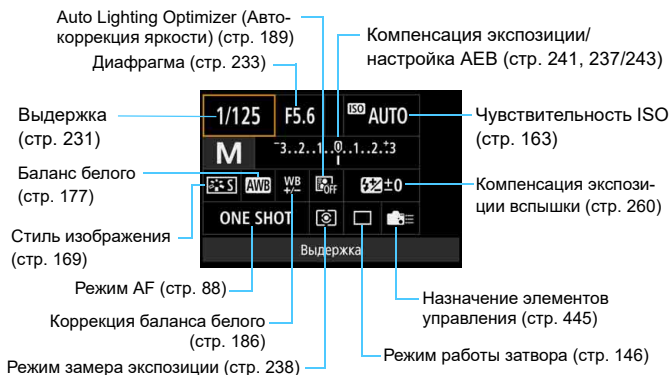 Auto Lighting Optimizer (Авто-
коррекция яркости) (стр. 189)
Компенсация экспозиции/
настройка AEB (стр. 241, 237/243)
Диафрагма (стр. 233)
Выдержка
(стр. 231)
Чувствительность ISO
(стр. 163)
Баланс белого
(стр. 177)
Компенсация экспози-
ции вспышки (стр. 260)
Стиль изображения
(стр. 169)
1/125 F5.6 ISO AUTO
M -3..2..1..0..1..2..+3
S AWB WB +/- OFF ±0
ONE SHOT
Выдержка
Режим AF (стр. 88)
Назначение элементов
управления (стр. 445)
Коррекция баланса белого
(стр. 186)
Режим работы затвора (стр. 146)
Режим замера экспозиции (стр. 238)